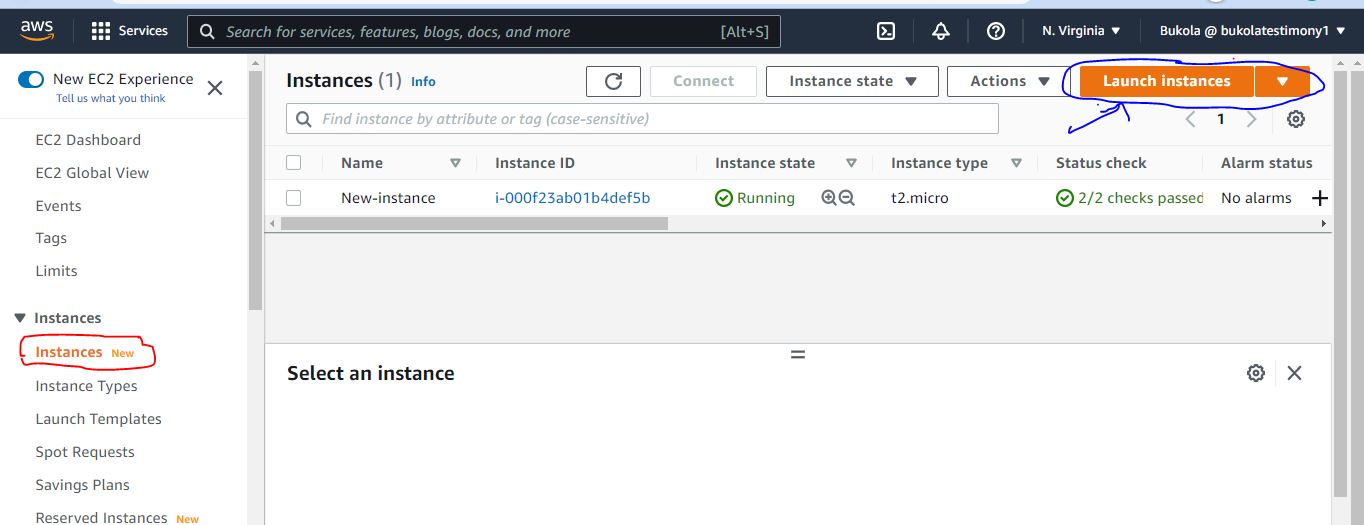 aws Services Search for services, features, blogs, docs, and more [Alt+S] N. Virginia Bukola @ bukolatestimony1
New EC2 Experience
Tell us what you think
EC2 Dashboard
EC2 Global View
Events
Tags
Limits
Instances
Instances New
Instance Types
Launch Templates
Spot Requests
Savings Plans
Reserved Instances New
Instances (1) Info Connect Instance state Actions Launch instances
Find instance by attribute or tag (case-sensitive) 1
Name Instance ID Instance state Instance type Status check Alarm status
New-instance i-000f23ab01b4def5b Running t2.micro 2/2 checks passed No alarms
Select an instance